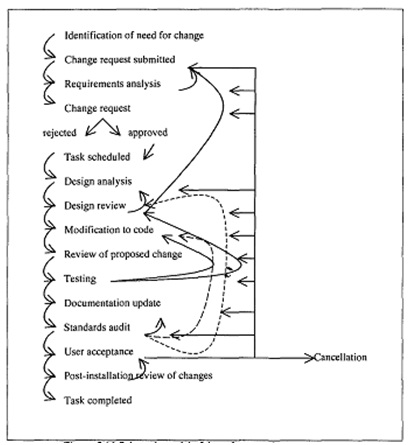 Identification of need for change
Change request submitted
Requirements analysis
Change request
rejected approved
Task scheduled
Design analysis
Design review
Modification to code
Review of proposed change
Testing
Documentation update
Standards audit
User acceptance
Cancellation
Post-installation review of changes
Task completed